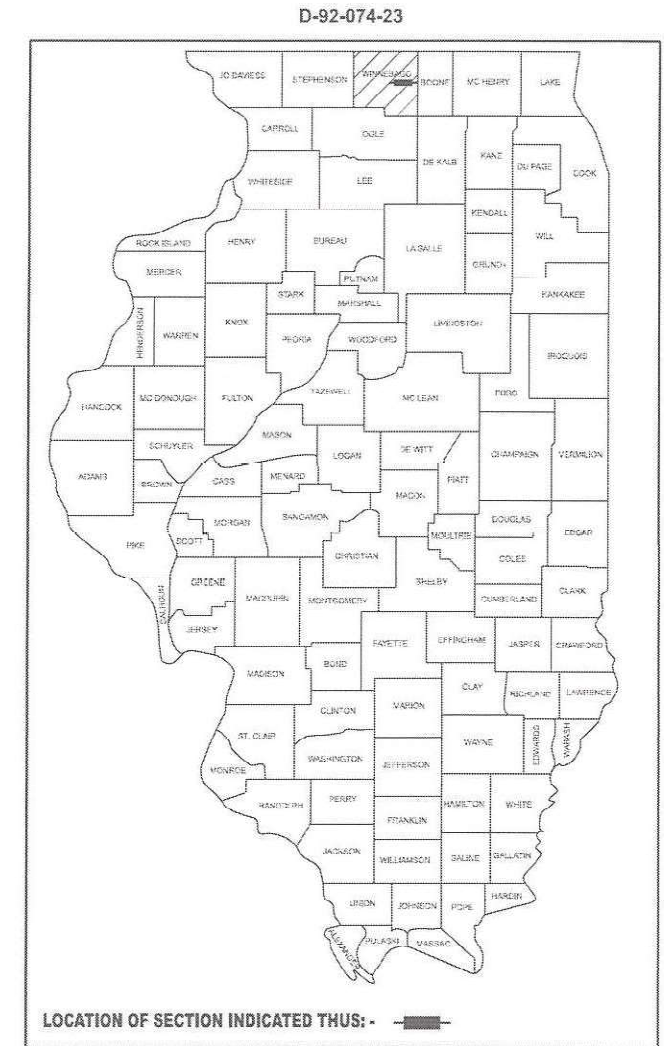 D-92-074-23
JO DAVIESS STEPHENSON WINNEBAGO BOONE MC HENRY LAKE
CARROLL OGLE DE KALB KANE DU PAGE COOK
WHITESIDE LEE KENDALL WILL
ROCK ISLAND HENRY BUREAU LA SALLE GRUNDY
MERCER PUTNAM KANKAKEE
STARK MARSHALL
HENDERSON WARREN KNOX PEORIA WOODFORD LIVINGSTON IROQUOIS
HANCOCK MC DONOUGH FULTON TAZEWELL MC LEAN FORD
SCHUYLER MASON LOGAN DE WITT CHAMPAIGN VERMILION
ADAMS BROWN CASS MENARD MACON PIATT
PIKE SCOTT MORGAN SANGAMON CHRISTIAN MOULTRIE DOUGLAS EDGAR
COLES
CALHOUN GREENE MACOUPIN MONTGOMERY SHELBY CUMBERLAND CLARK
JERSEY FAYETTE EFFINGHAM JASPER CRAWFORD
MADISON BOND
CLINTON MARION CLAY RICHLAND LAWRENCE
ST. CLAIR WASHINGTON WAYNE EDWARDS WABASH
MONROE JEFFERSON
RANDOLPH PERRY FRANKLIN HAMILTON WHITE
JACKSON WILLIAMSON SALINE GALLATIN
UNION JOHNSON POPE HARDIN
ALEXANDER PULASKI MASSAC
LOCATION OF SECTION INDICATED THUS: -